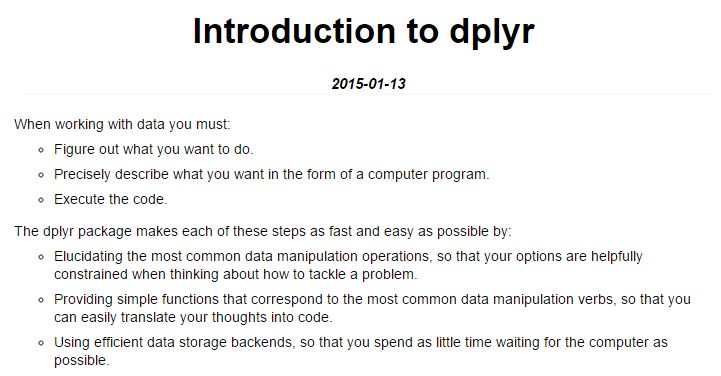 Introduction to dplyr
2015-01-13
When working with data you must:
Figure out what you want to do.
Precisely describe what you want in the form of a computer program.
Execute the code.
The dplyr package makes each of these steps as fast and easy as possible by:
Elucidating the most common data manipulation operations, so that your options are helpfully
constrained when thinking about how to tackle a problem.
Providing simple functions that correspond to the most common data manipulation verbs, so that you
can easily translate your thoughts into code.
Using efficient data storage backends, so that you spend as little time waiting for the computer as
possible.